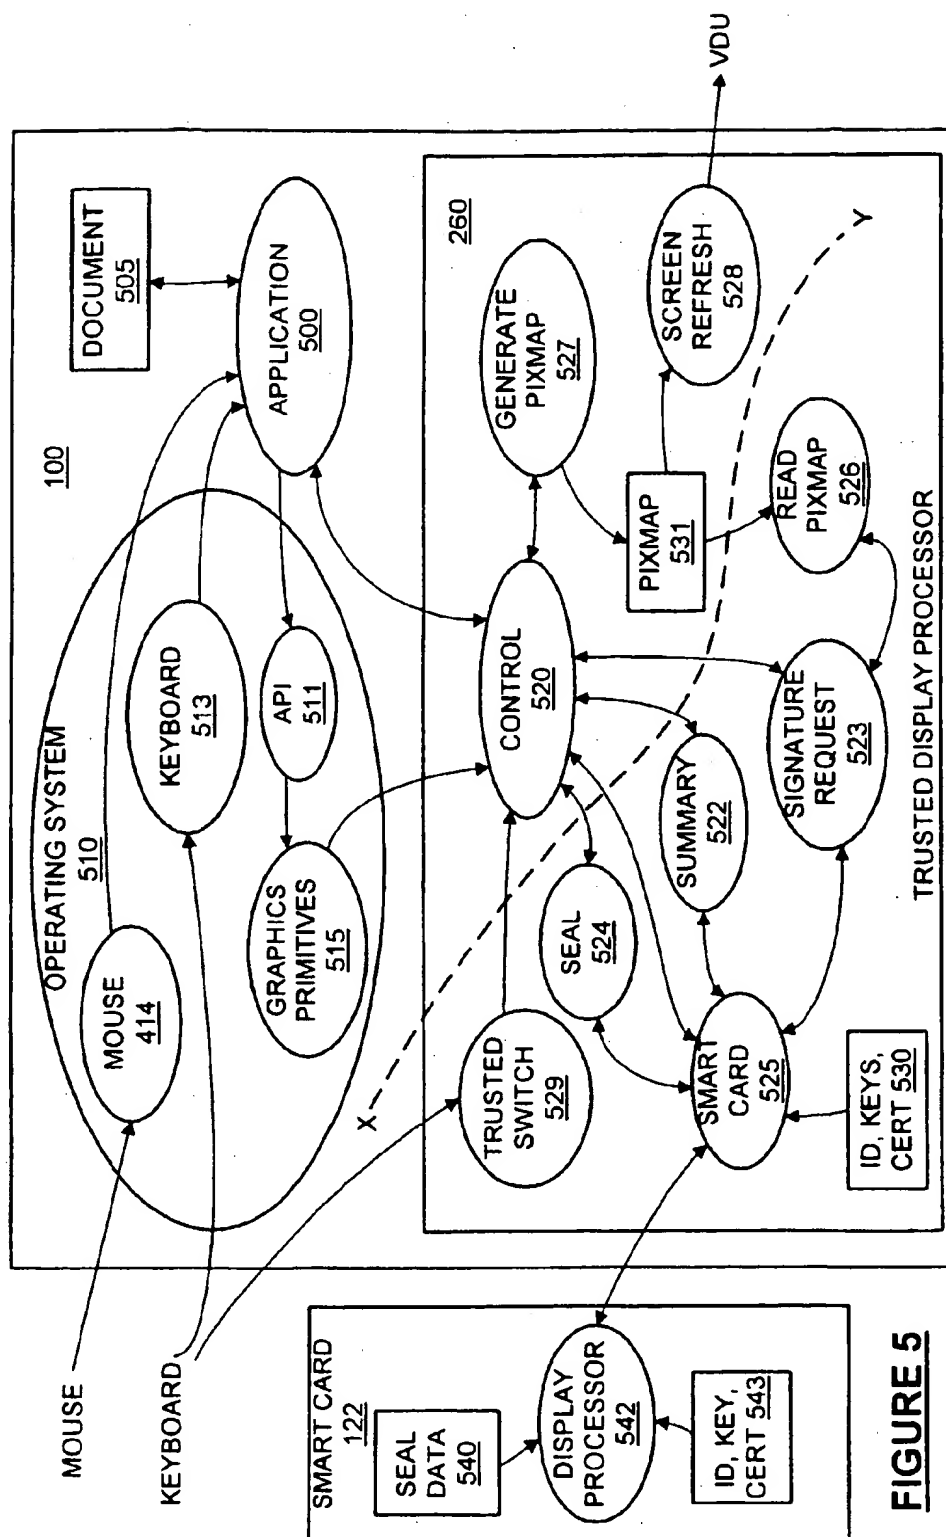 MOUSE
KEYBOARD
OPERATING SYSTEM
510
MOUSE
414
KEYBOARD
513
GRAPHICS
PRIMITIVES
515
API
511
100
DOCUMENT
505
APPLICATION
500
X
260
TRUSTED
SWITCH
529
SEAL
524
CONTROL
520
GENERATE
PIXMAP
527
SMART
CARD
525
SUMMARY
522
PIXMAP
531
SCREEN
REFRESH
528
VDU
ID, KEYS,
CERT 530
SIGNATURE
REQUEST
523
READ
PIXMAP
526
Y
TRUSTED DISPLAY PROCESSOR
SMART CARD
122
SEAL
DATA
540
DISPLAY
PROCESSOR
542
ID, KEY,
CERT 543
FIGURE 5